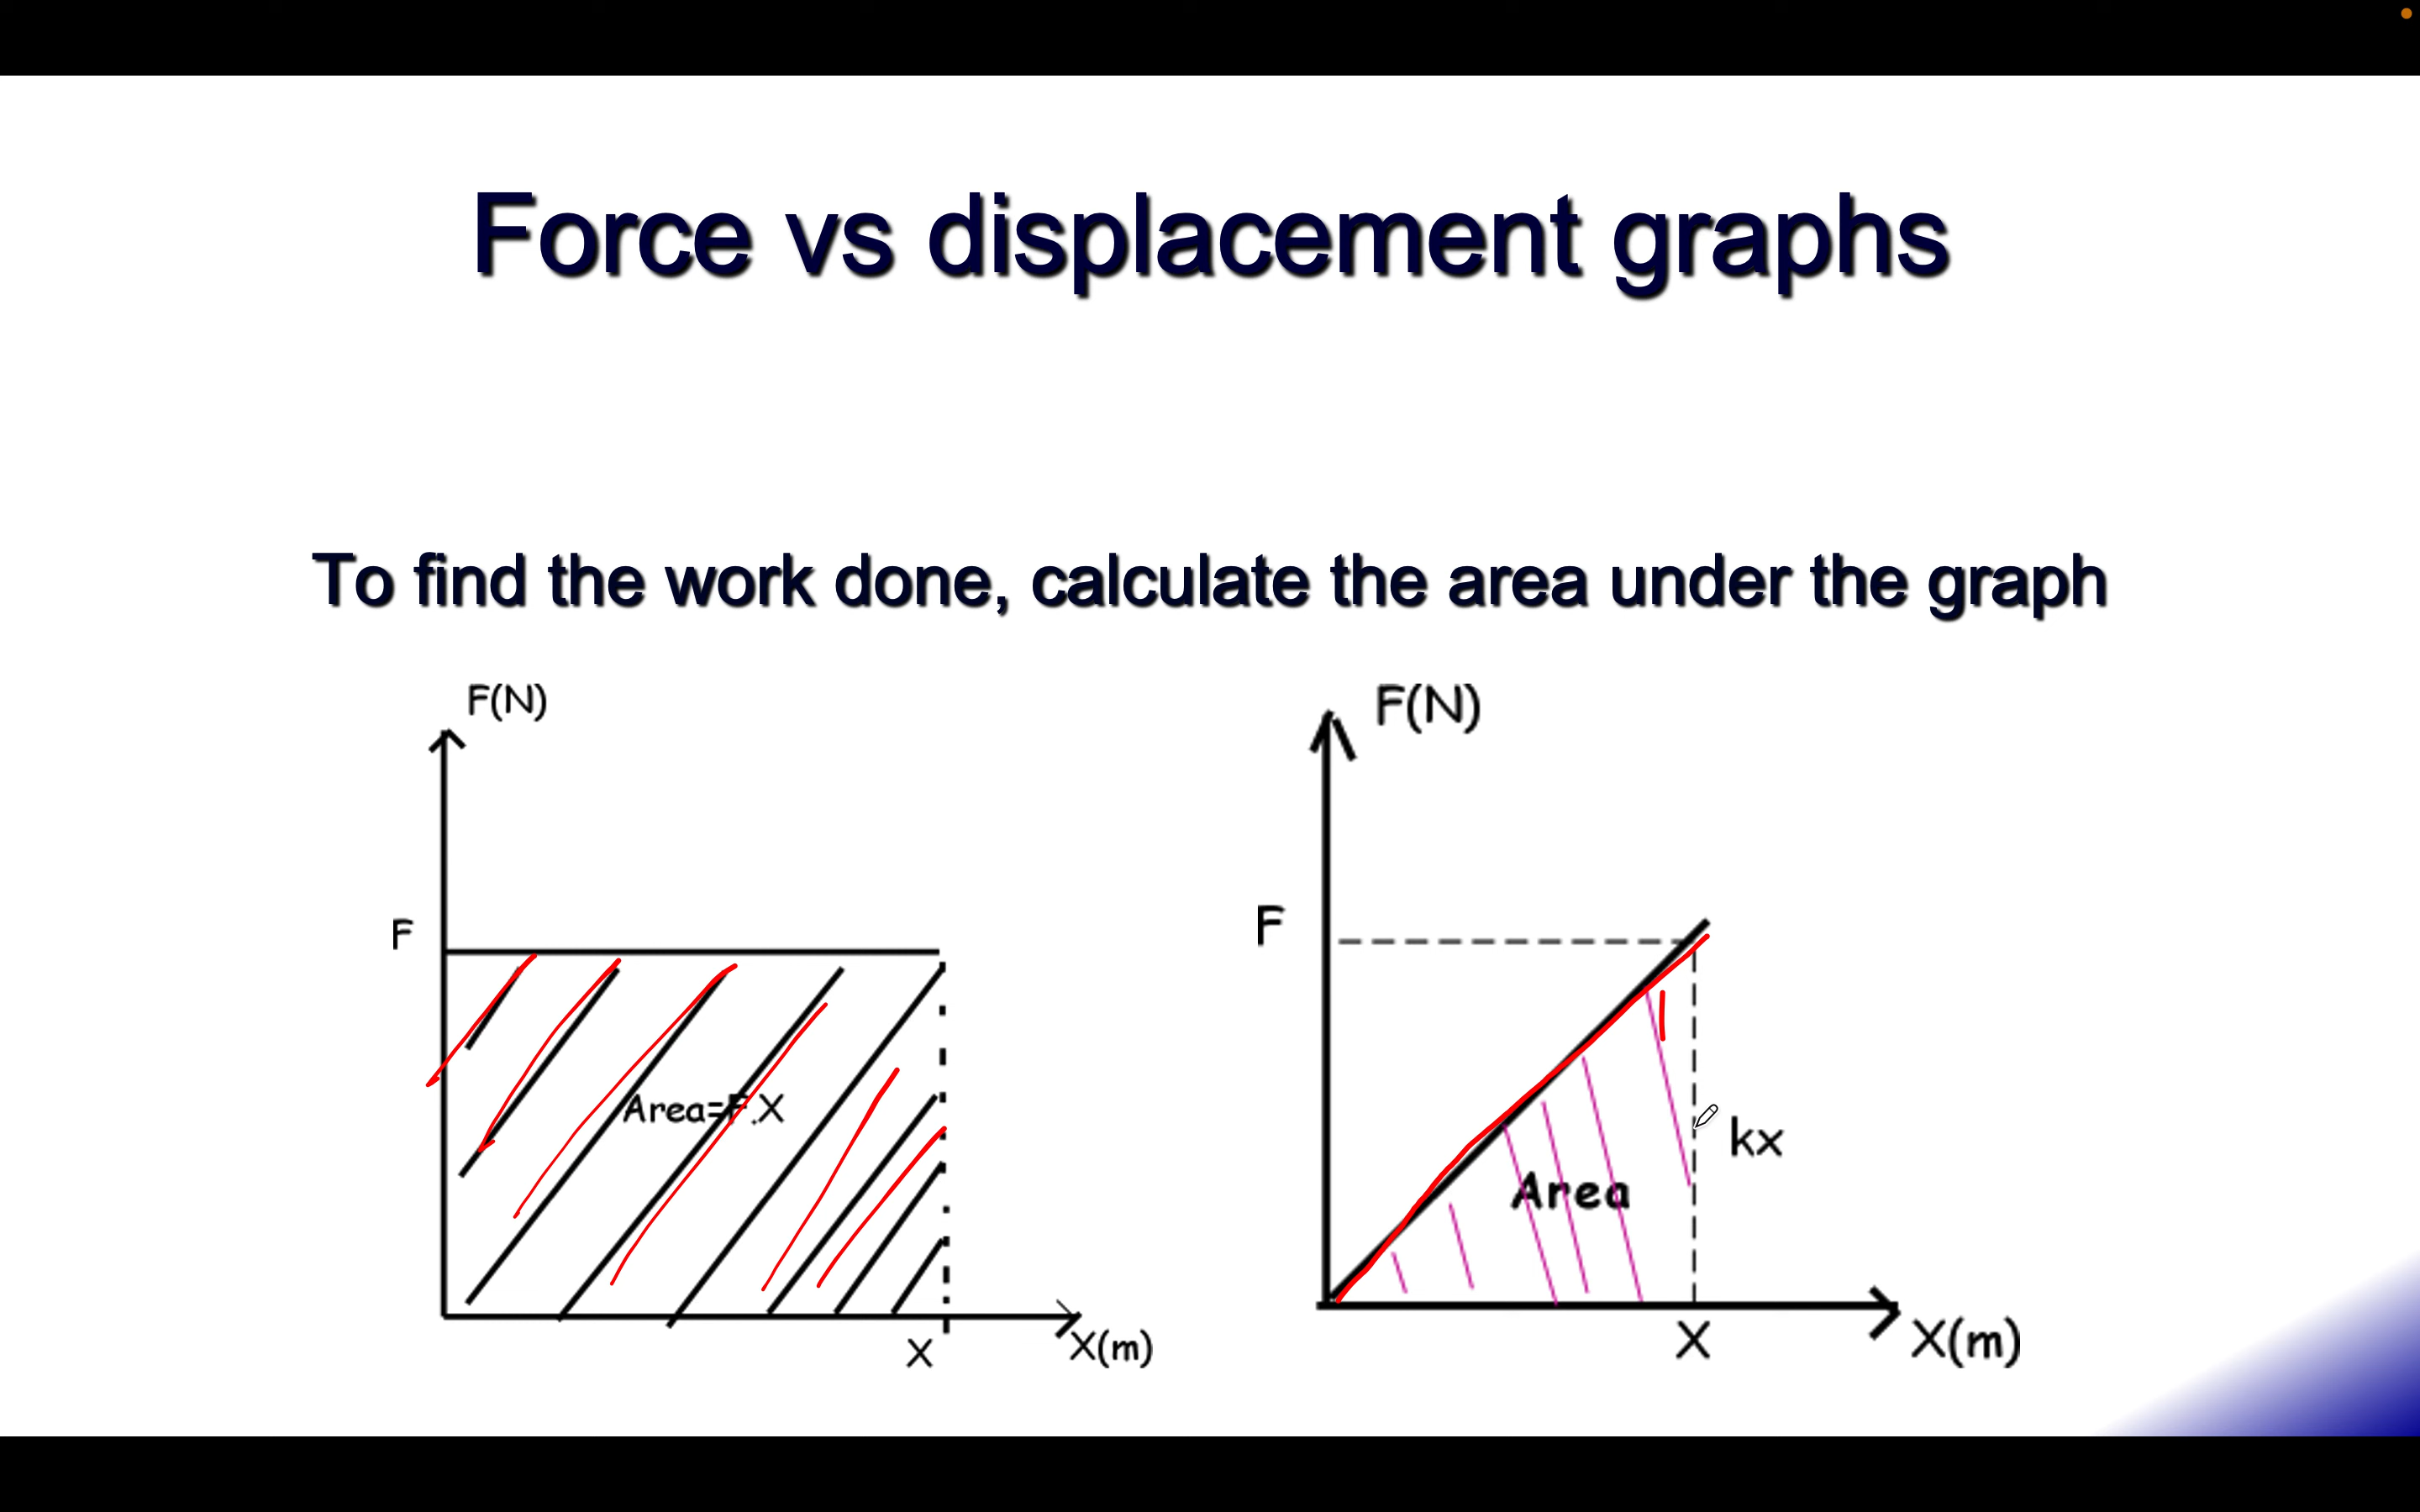 Force vs displacement graphs
To find the work done, calculate the area under the graph
F(N)
F
Area=F.X
X
X(m)
F(N)
F
Area
kx
X
X(m)